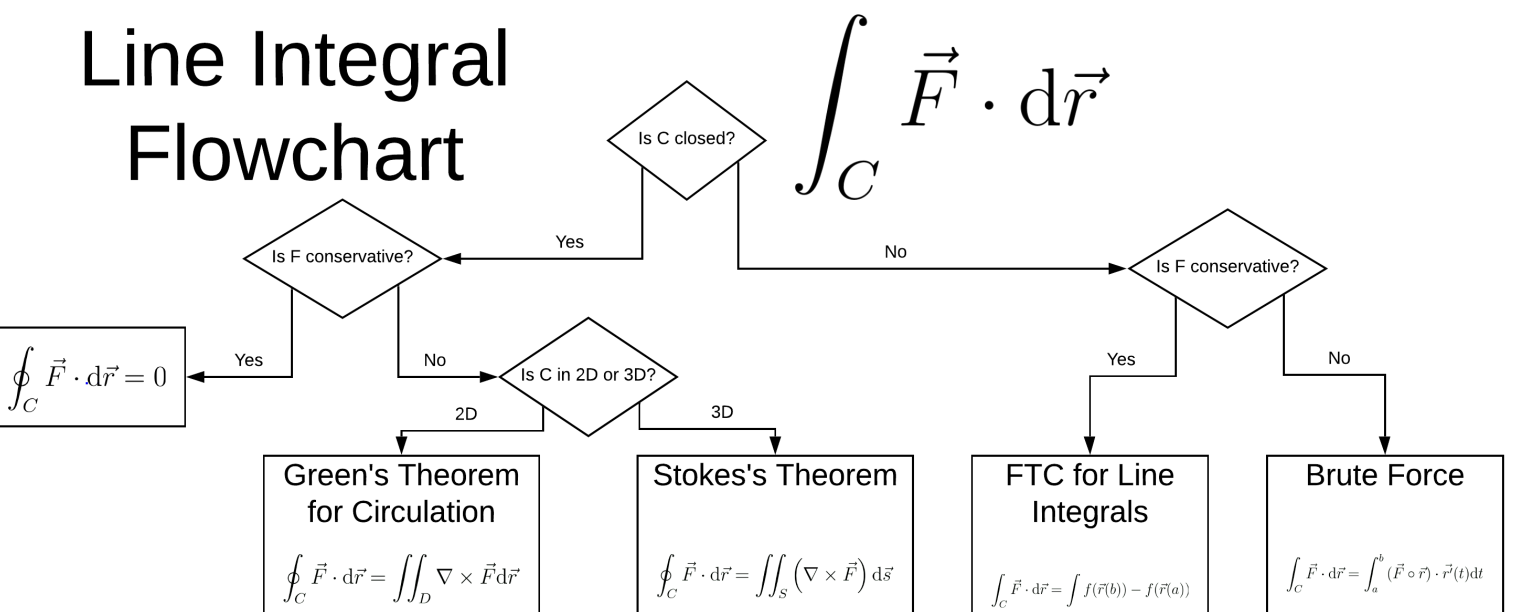 Line Integral
Flowchart
∫_C F⃗ · dr⃗
Is C closed?
Yes
No
Is F conservative?
Is F conservative?
Yes
No
Is C in 2D or 3D?
Yes
No
∮_C F⃗ · dr⃗ = 0
2D
3D
Green's Theorem
for Circulation
∮_C F⃗ · dr⃗ = ∬_D ∇ × F⃗dr⃗
Stokes's Theorem
∮_C F⃗ · dr⃗ = ∬_S (∇ × F⃗) ds⃗
FTC for Line
Integrals
∫_C F⃗ · dr⃗ = ∫ f(r⃗(b)) − f(r⃗(a))
Brute Force
∫_C F⃗ · dr⃗ = ∫_a^b (F⃗ ∘ r⃗) · r⃗′(t)dt